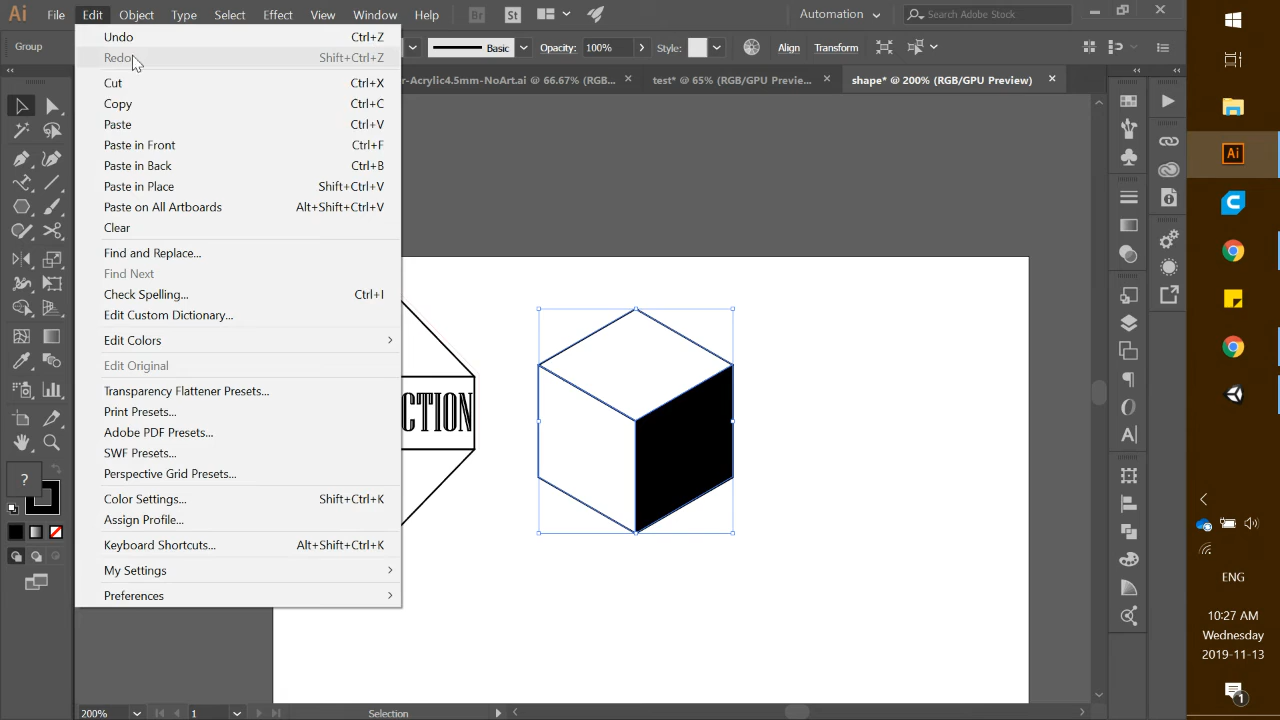 Ai File Edit Object Type Select Effect View Window Help Br St Automation Search Adobe Stock
Group Basic Opacity: 100% Style: Align Transform
r-Acrylic4.5mm-NoArt.ai @ 66.67% (RGB... × test* @ 65% (RGB/GPU Preview... × shape* @ 200% (RGB/GPU Preview) ×
Undo Ctrl+Z
Redo Shift+Ctrl+Z
Cut Ctrl+X
Copy Ctrl+C
Paste Ctrl+V
Paste in Front Ctrl+F
Paste in Back Ctrl+B
Paste in Place Shift+Ctrl+V
Paste on All Artboards Alt+Shift+Ctrl+V
Clear
Find and Replace...
Find Next
Check Spelling... Ctrl+I
Edit Custom Dictionary...
Edit Colors
Edit Original
Transparency Flattener Presets...
Print Presets...
Adobe PDF Presets...
SWF Presets...
Perspective Grid Presets...
Color Settings... Shift+Ctrl+K
Assign Profile...
Keyboard Shortcuts... Alt+Shift+Ctrl+K
My Settings
Preferences
CTION
?
200% 1 Selection
Ai
ENG
10:27 AM
Wednesday
2019-11-13
1